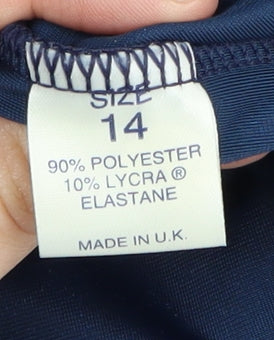 SIZE
14
90% POLYESTER
10% LYCRA ®
ELASTANE
MADE IN U.K.